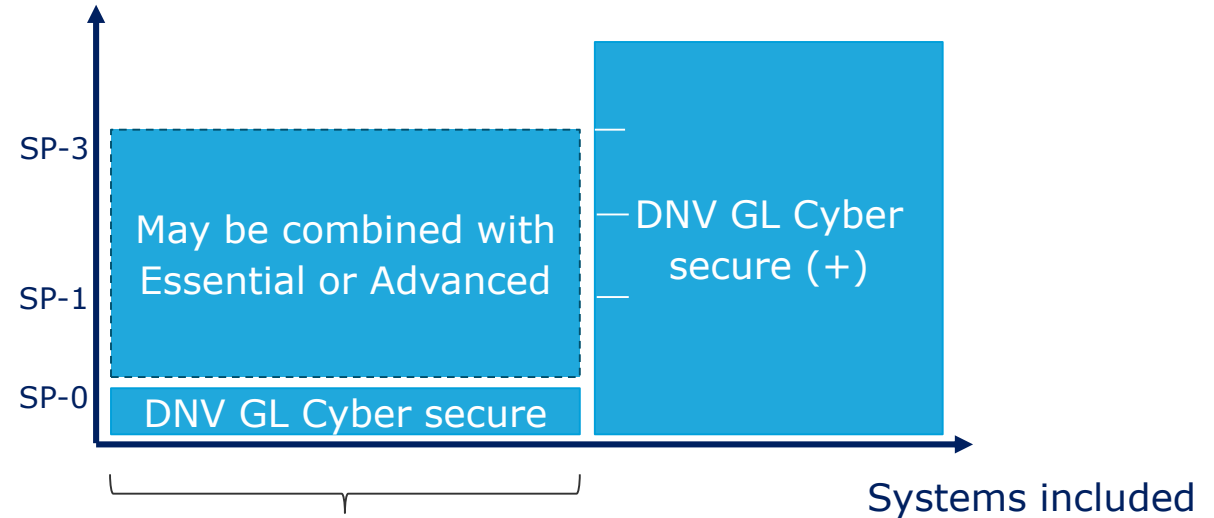 SP-3
SP-1
SP-0
May be combined with
Essential or Advanced
DNV GL Cyber secure
DNV GL Cyber
secure (+)
Systems included